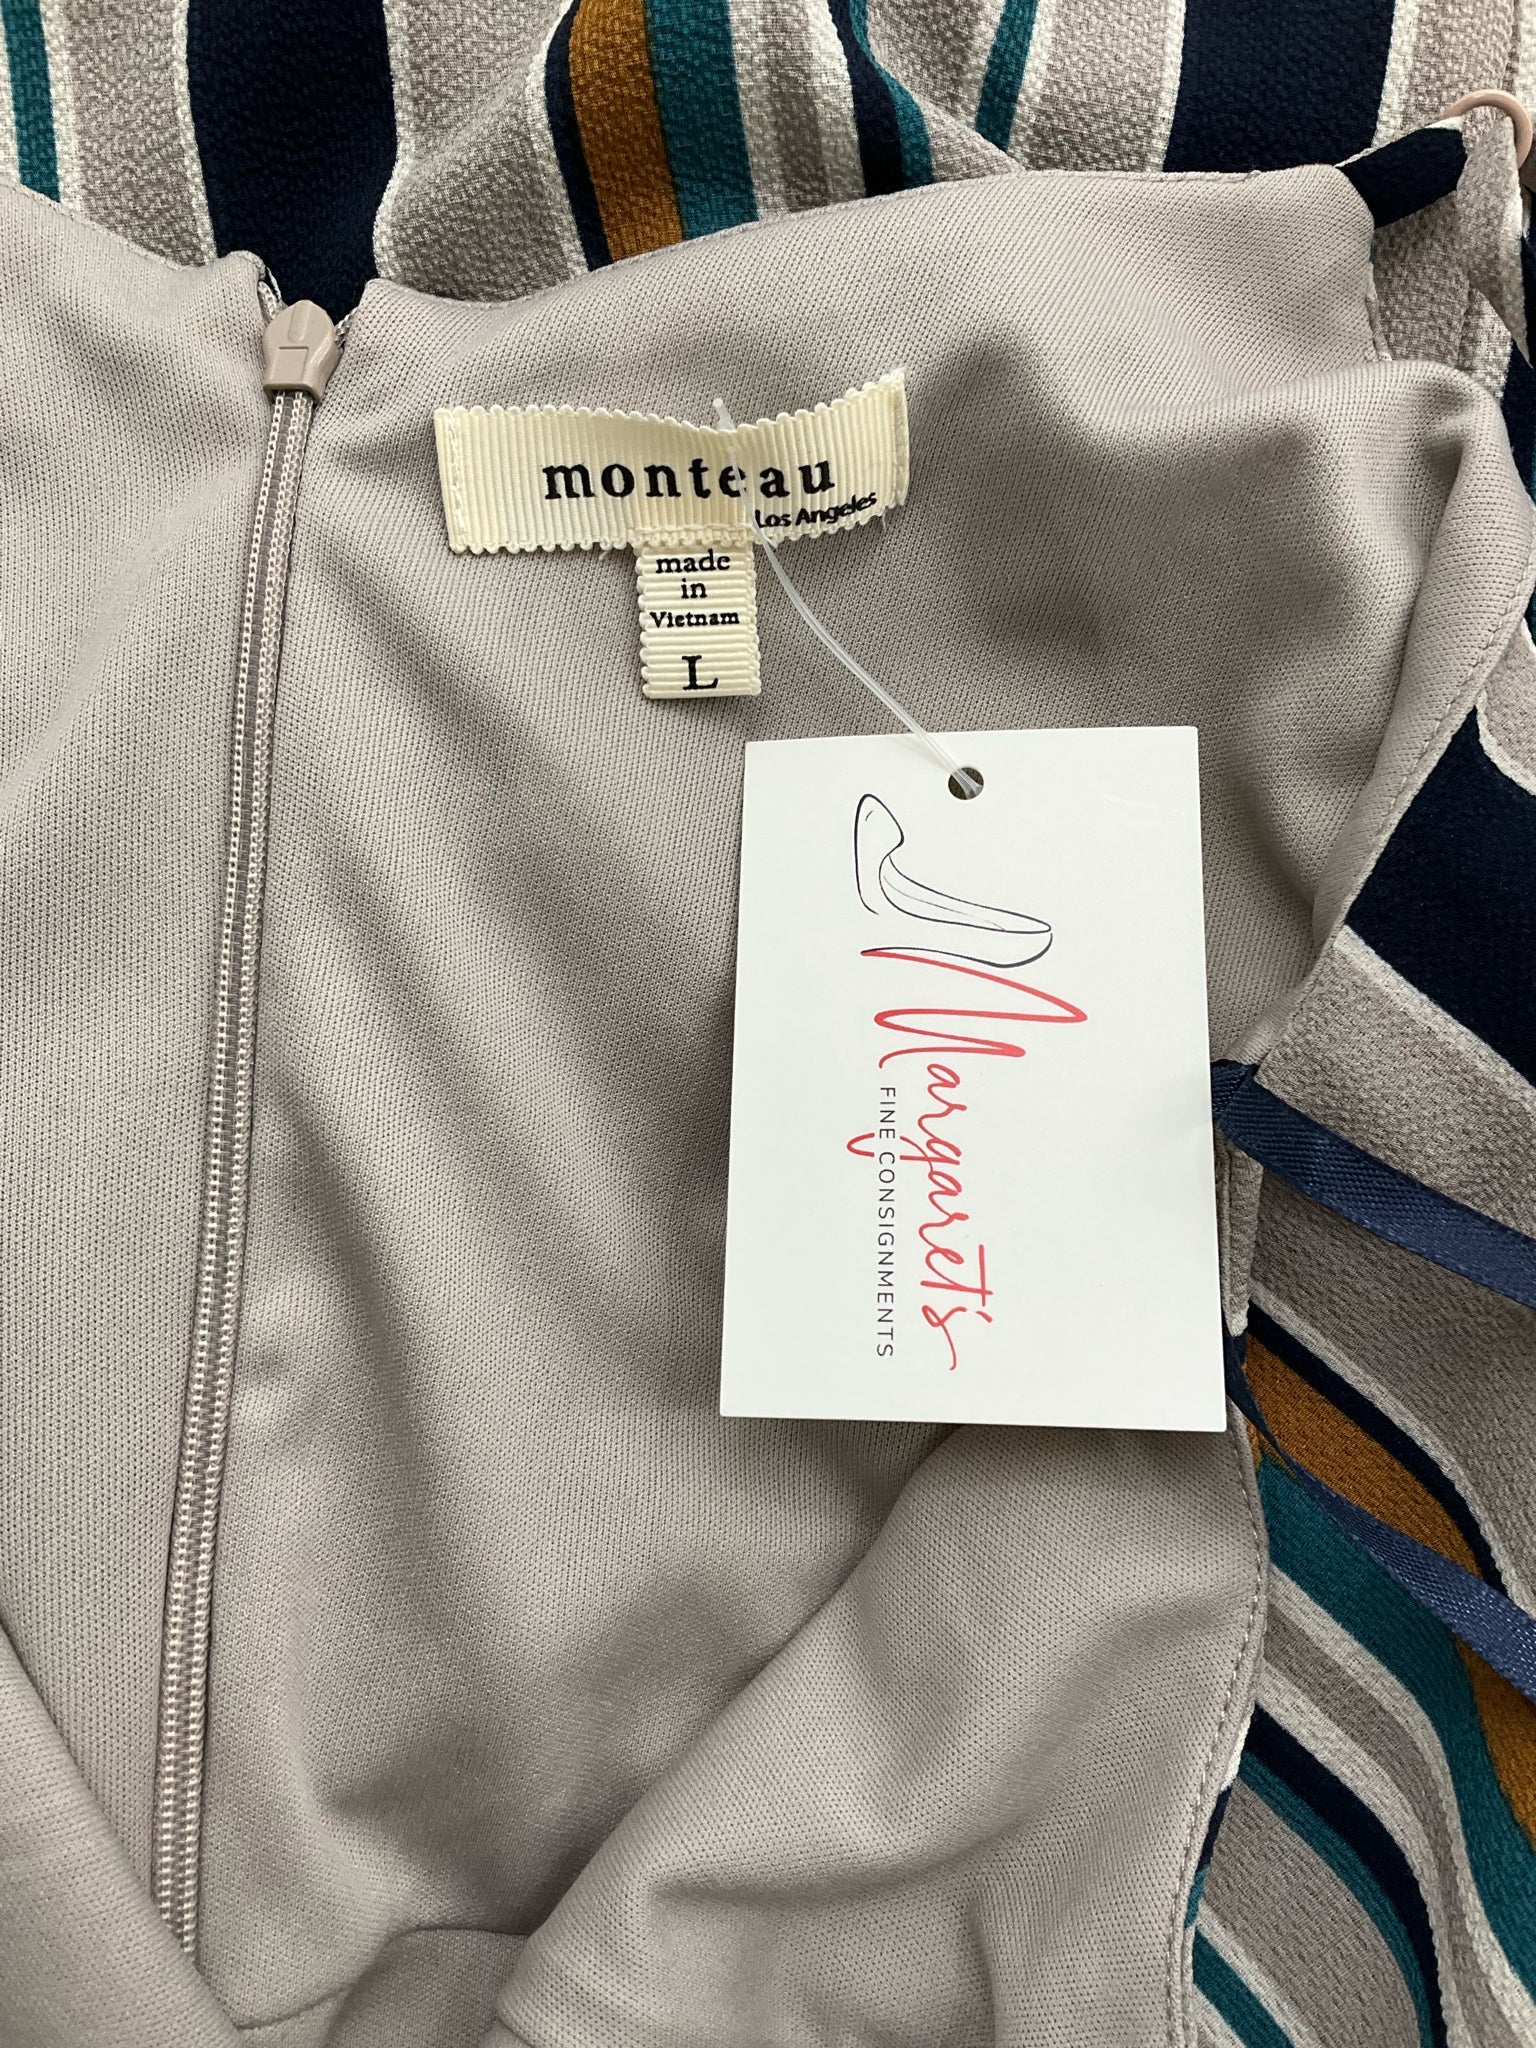 monteau
Los Angeles
made
in
Vietnam
L
Margaret's
FINE CONSIGNMENTS